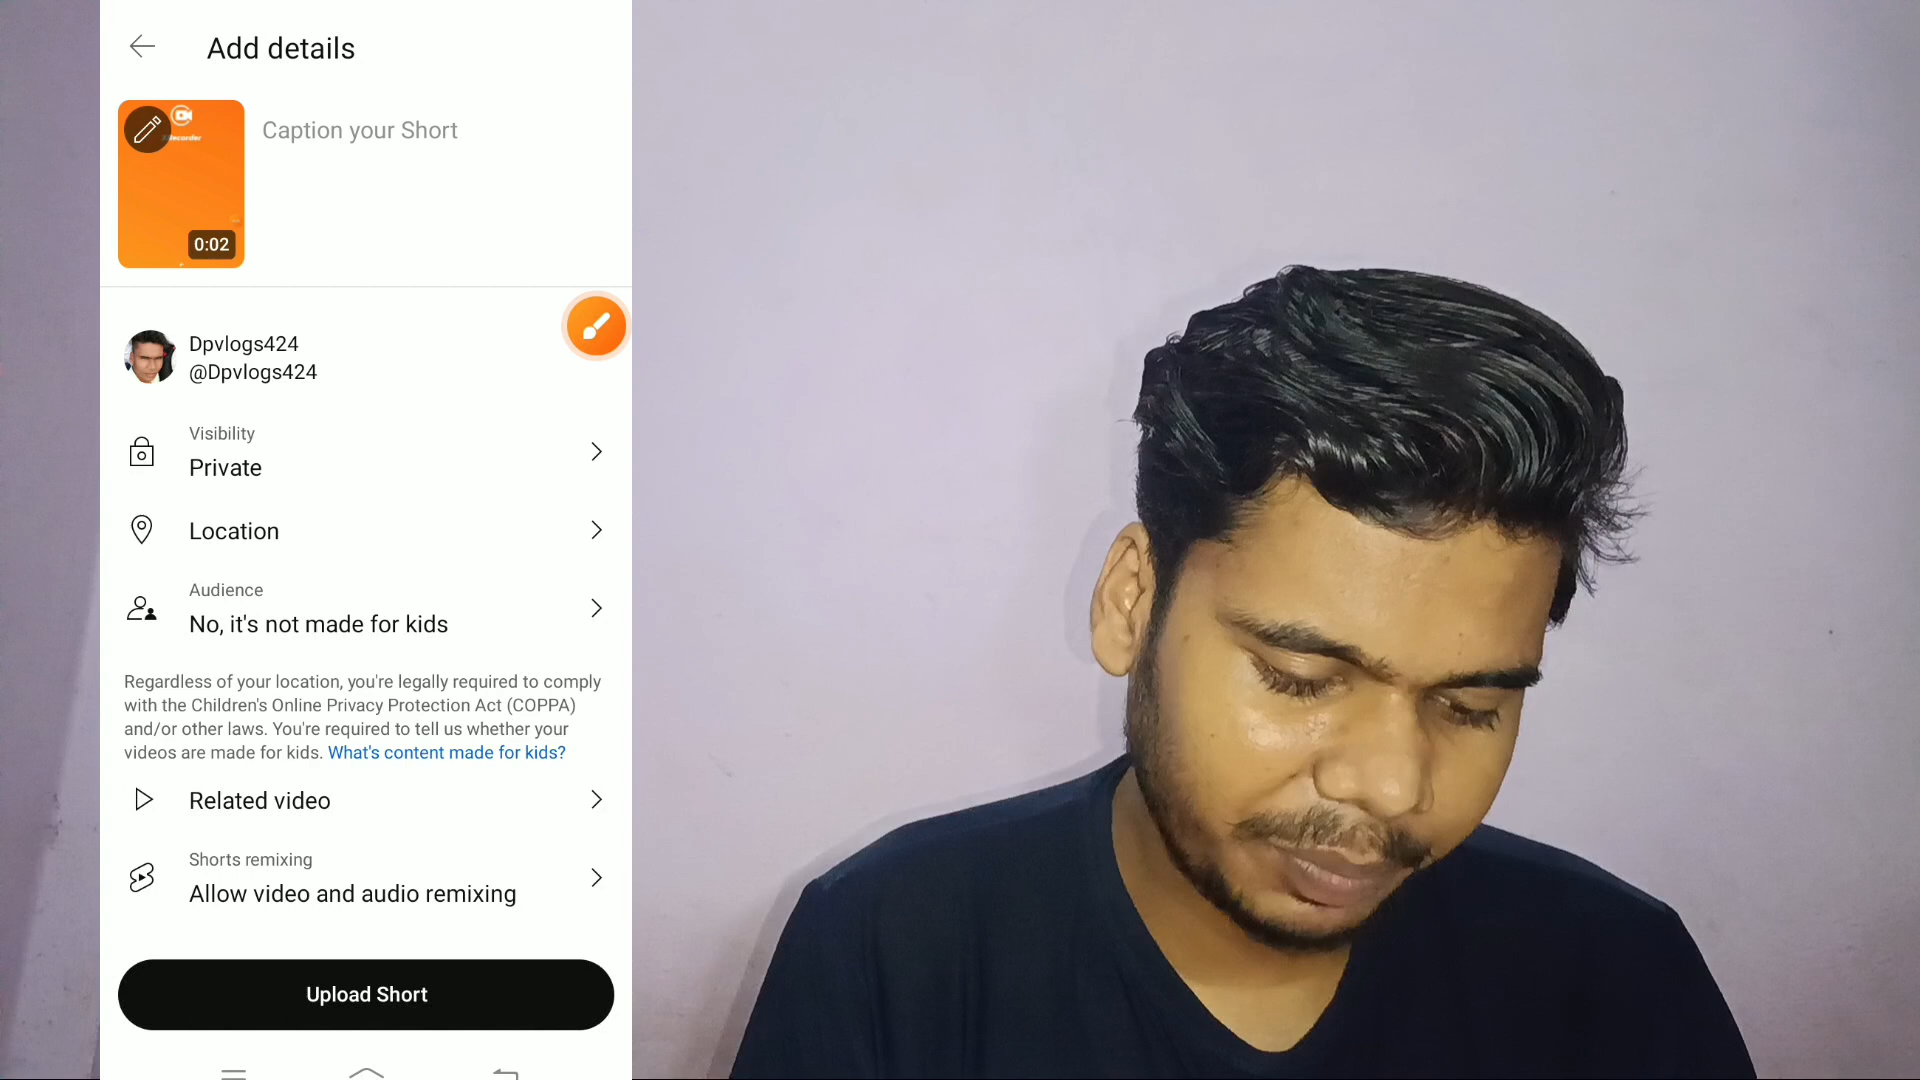 Add details
Caption your Short
0:02
Dpvlogs424
@Dpvlogs424
Visibility
Private
Location
Audience
No, it's not made for kids
Regardless of your location, you're legally required to comply
with the Children's Online Privacy Protection Act (COPPA)
and/or other laws. You're required to tell us whether your
videos are made for kids. What's content made for kids?
Related video
Shorts remixing
Allow video and audio remixing
Upload Short